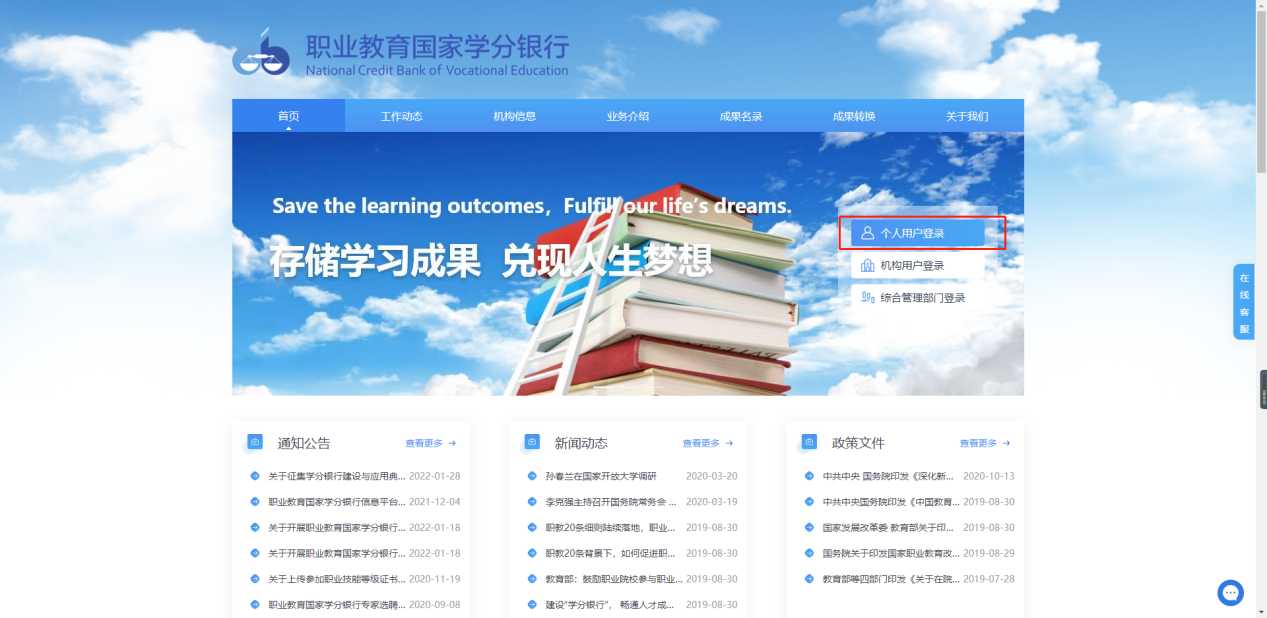 职业教育国家学分银行
National Credit Bank of Vocational Education
首页
工作动态
机构信息
业务介绍
成果名录
成果转换
关于我们
Save the learning outcomes, Fulfill our life's dreams.
存储学习成果 兑现人生梦想
个人用户登录
机构用户登录
综合管理部门登录
在线客服
通知公告 查看更多 →
关于征集学分银行建设与应用典... 2022-01-28
职业教育国家学分银行信息平台... 2021-12-04
关于开展职业教育国家学分银行... 2022-01-18
关于开展职业教育国家学分银行... 2022-01-18
关于上传参加职业技能等级证书... 2020-11-19
职业教育国家学分银行专家选聘... 2020-09-08
新闻动态 查看更多 →
孙春兰在国家开放大学调研 2020-03-20
李克强主持召开国务院常务会 ... 2020-03-19
职教20条细则陆续落地，职业... 2019-08-30
职教20条背景下，如何促进职... 2019-08-30
教育部：鼓励职业院校参与职业... 2019-08-30
建设“学分银行”， 畅通人才成... 2019-08-30
政策文件 查看更多 →
中共中央 国务院印发《深化新... 2020-10-13
中共中央国务院印发《中国教育... 2019-08-30
国家发展改革委 教育部关于印... 2019-08-30
国务院关于印发国家职业教育改... 2019-08-29
教育部等四部门印发《关于在院... 2019-07-28